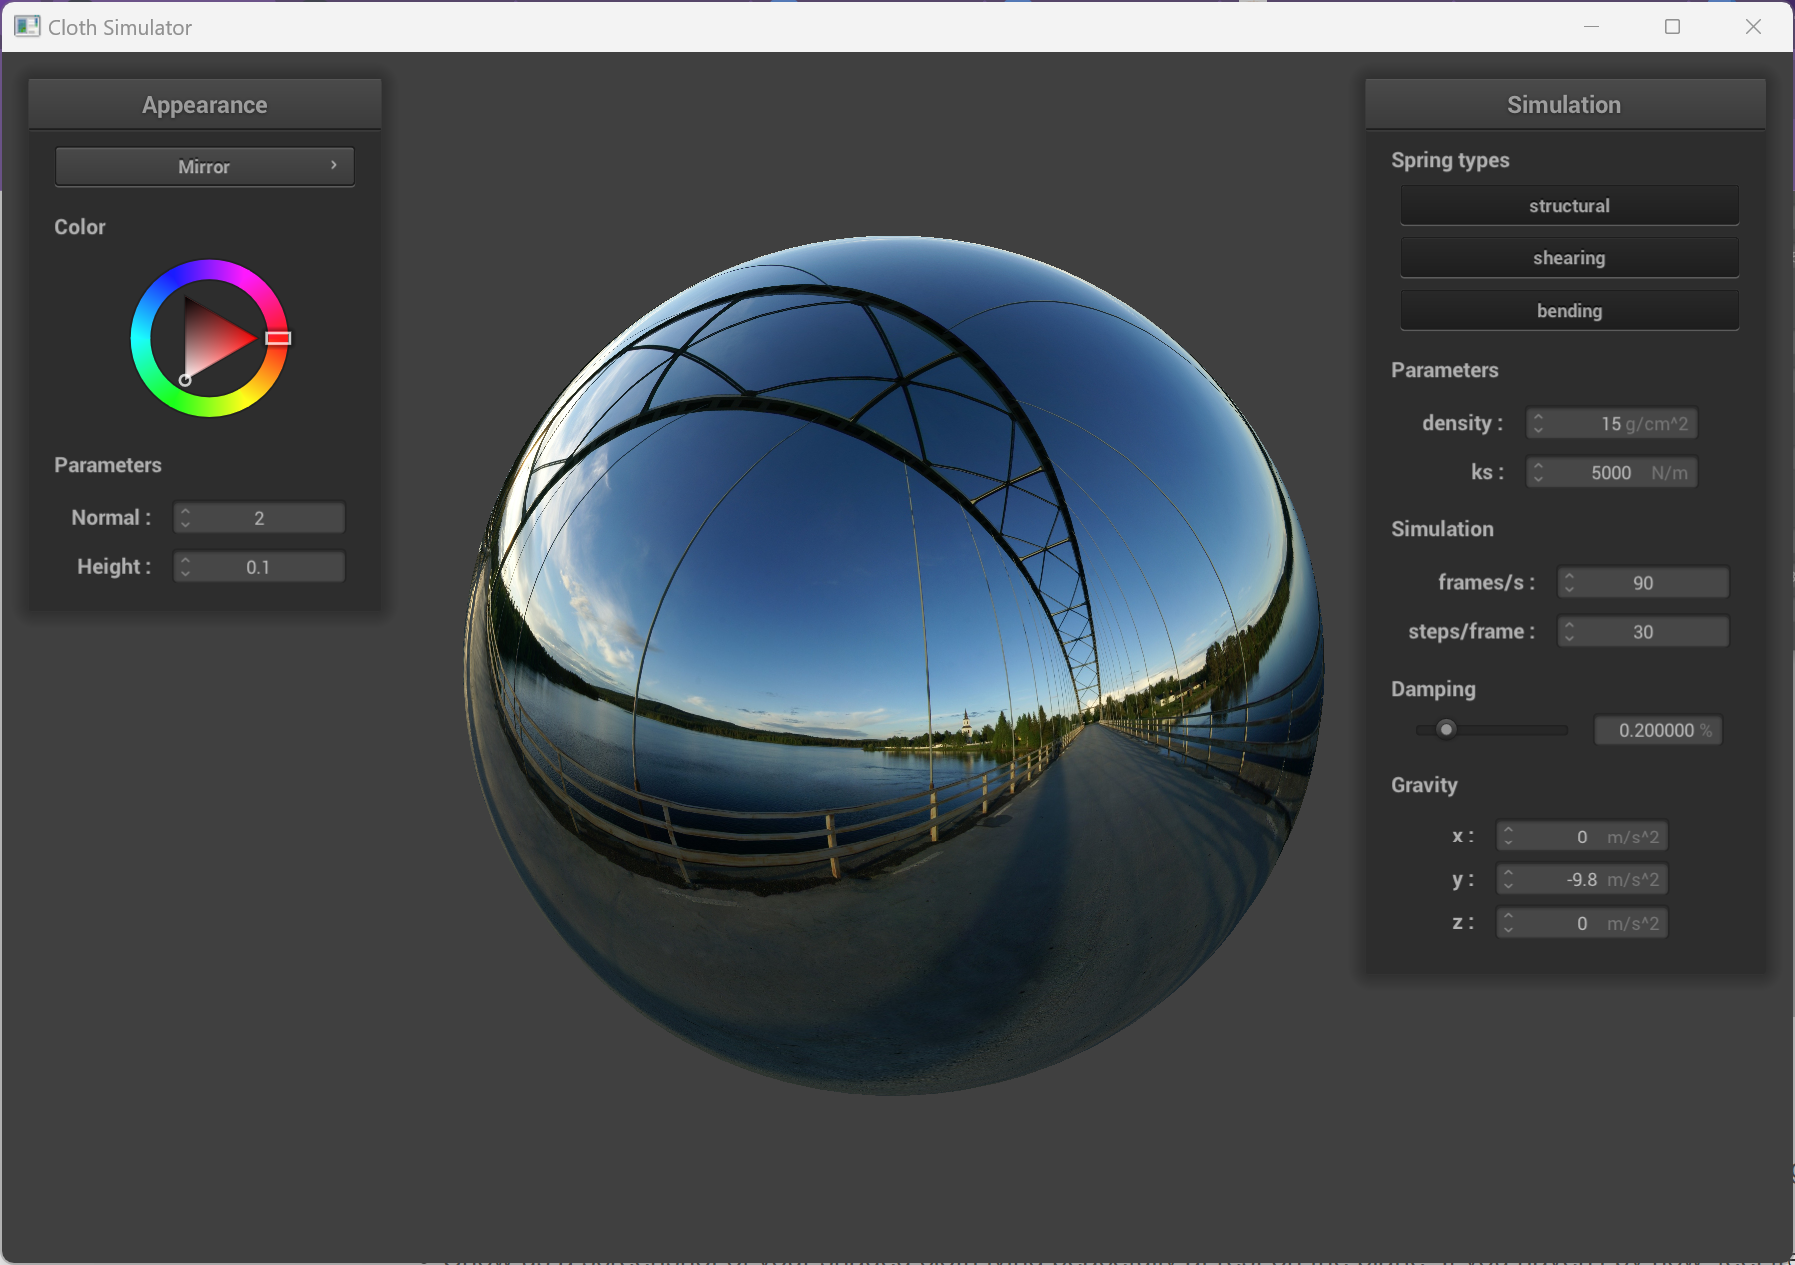 Cloth Simulator
Appearance
Mirror
Color
Parameters
Normal : 2
Height : 0.1
Simulation
Spring types
structural
shearing
bending
Parameters
density : 15 g/cm^2
ks : 5000 N/m
Simulation
frames/s : 90
steps/frame : 30
Damping
0.200000 %
Gravity
x : 0 m/s^2
y : -9.8 m/s^2
z : 0 m/s^2